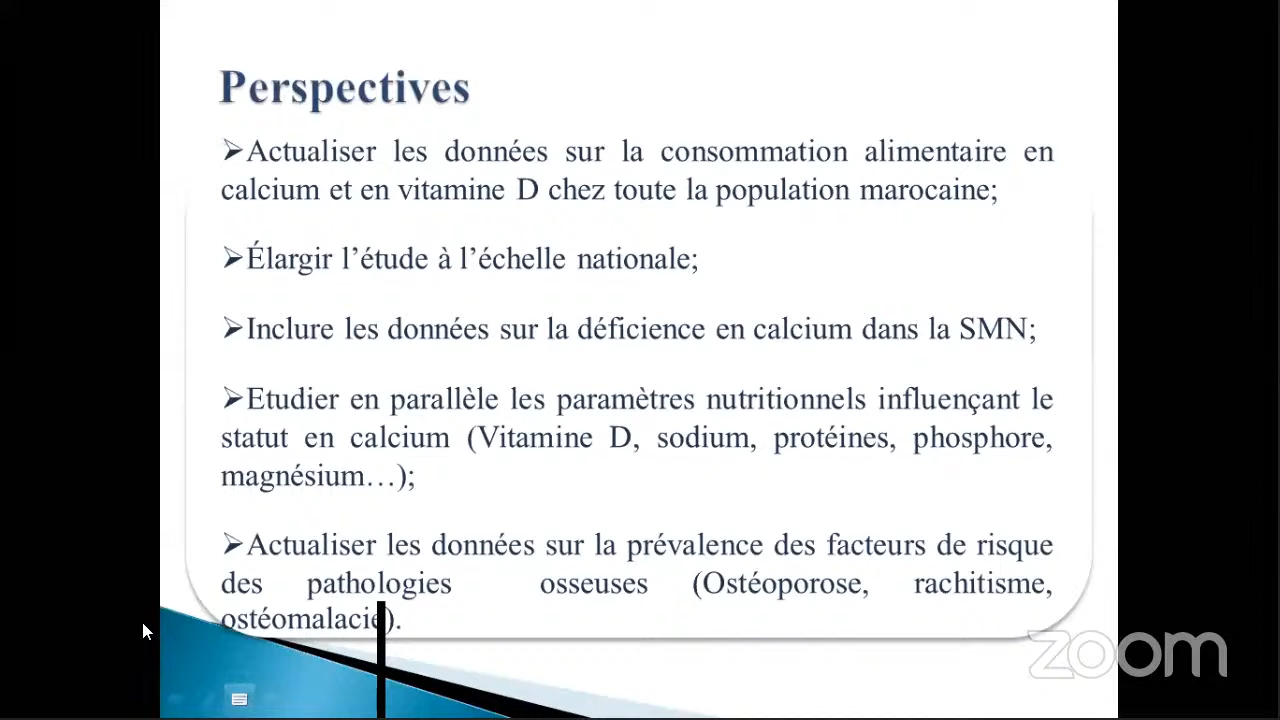 Perspectives
➢Actualiser les données sur la consommation alimentaire en
calcium et en vitamine D chez toute la population marocaine;
➢Élargir l’étude à l’échelle nationale;
➢Inclure les données sur la déficience en calcium dans la SMN;
➢Etudier en parallèle les paramètres nutritionnels influençant le
statut en calcium (Vitamine D, sodium, protéines, phosphore,
magnésium…);
➢Actualiser les données sur la prévalence des facteurs de risque
des pathologies osseuses (Ostéoporose, rachitisme,
ostéomalacie).
zoom